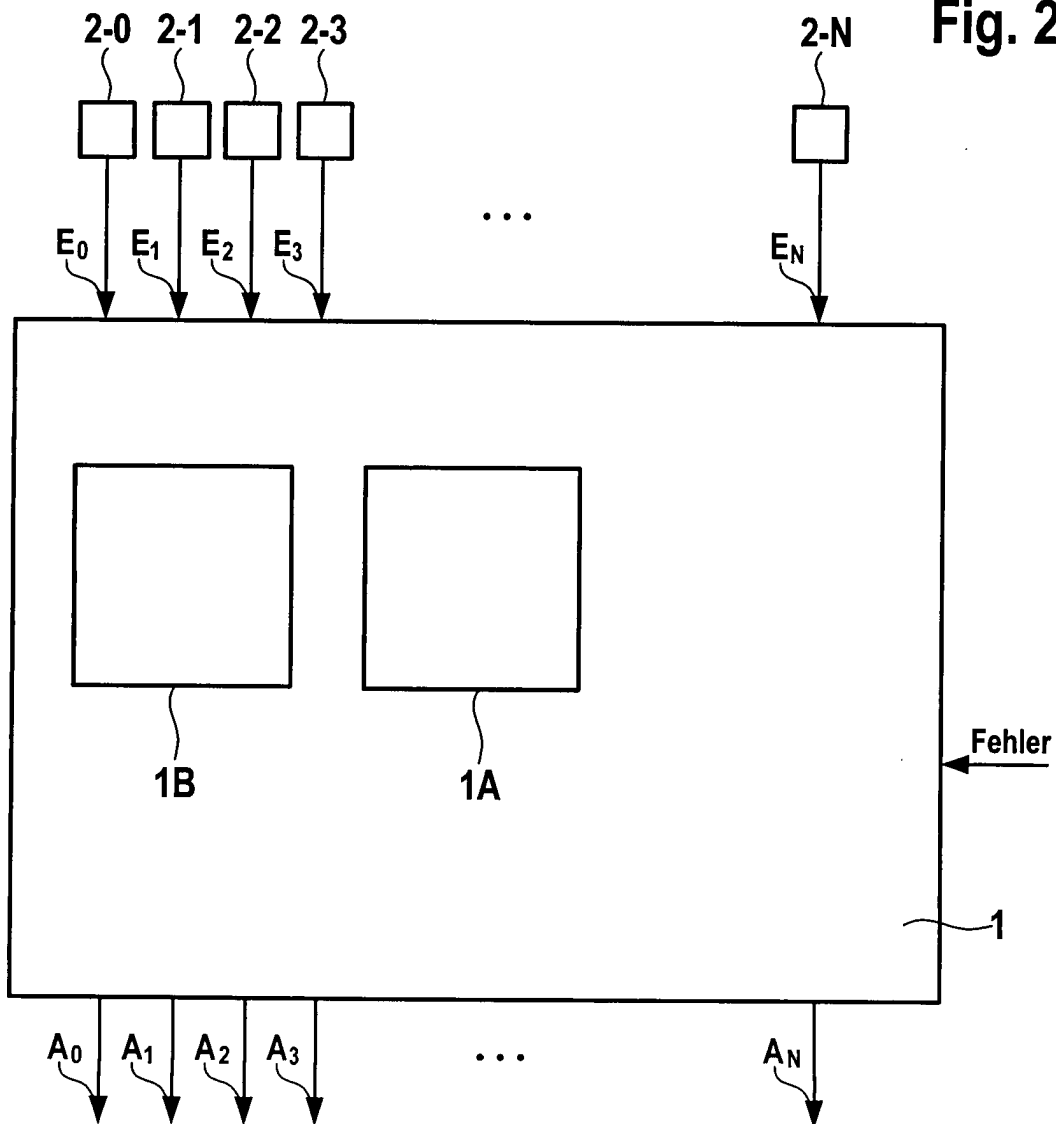 Fig. 2
2-0 2-1 2-2 2-3 2-N
...
E0 E1 E2 E3 EN
1B 1A
Fehler
1
A0 A1 A2 A3 ... AN